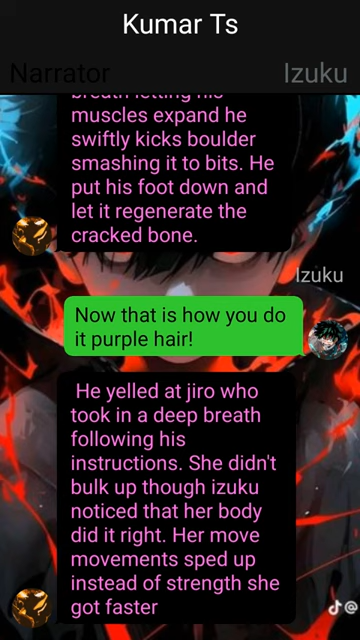 Kumar Ts
Narrator
Izuku
breath letting his
muscles expand he
swiftly kicks boulder
smashing it to bits. He
put his foot down and
let it regenerate the
cracked bone.
Izuku
Now that is how you do
it purple hair!
He yelled at jiro who
took in a deep breath
following his
instructions. She didn't
bulk up though izuku
noticed that her body
did it right. Her move
movements sped up
instead of strength she
got faster
@